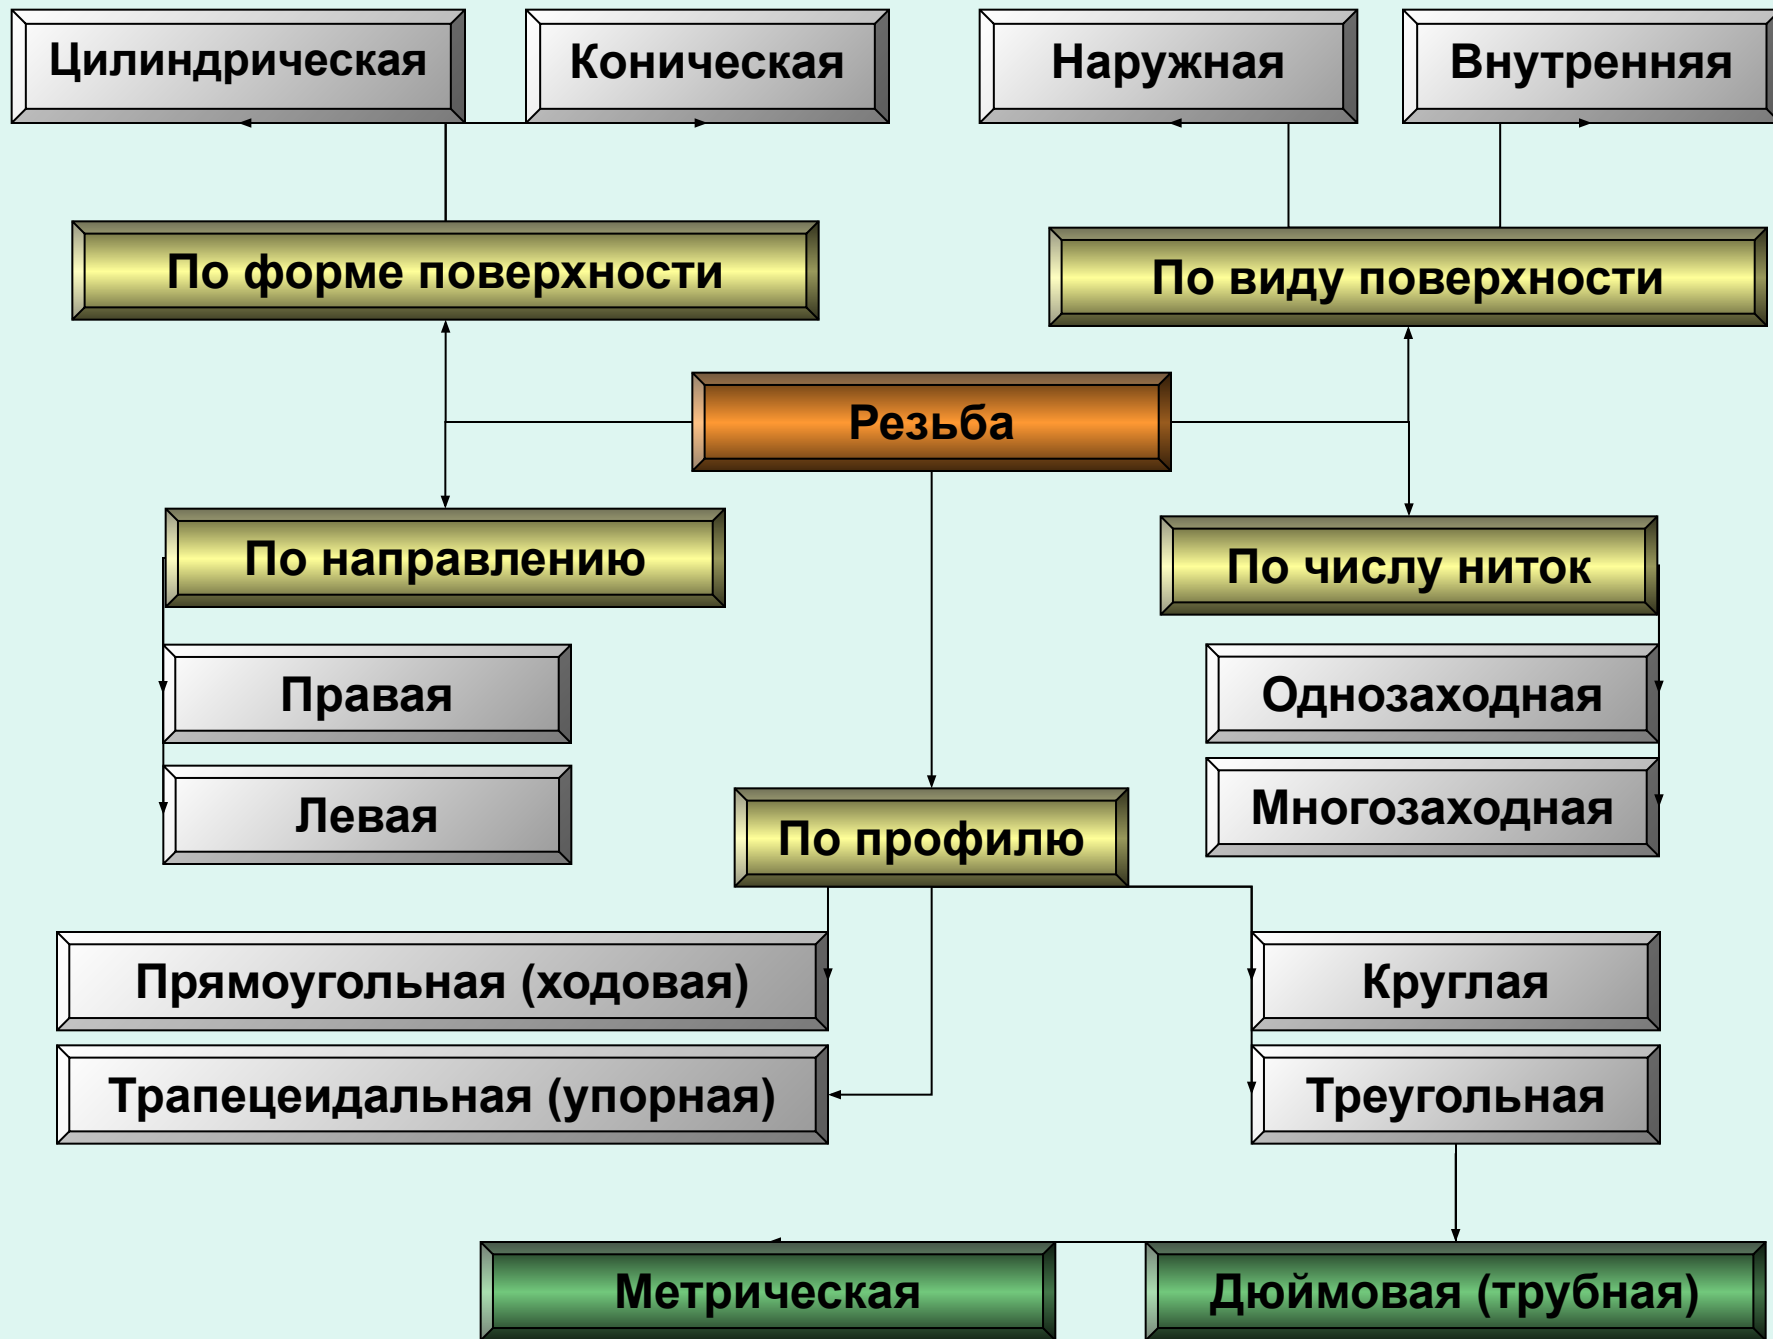 Цилиндрическая
Коническая
Наружная
Внутренняя
По форме поверхности
По виду поверхности
Резьба
По направлению
По числу ниток
Правая
Однозаходная
Левая
Многозаходная
По профилю
Прямоугольная (ходовая)
Круглая
Трапецеидальная (упорная)
Треугольная
Метрическая
Дюймовая (трубная)